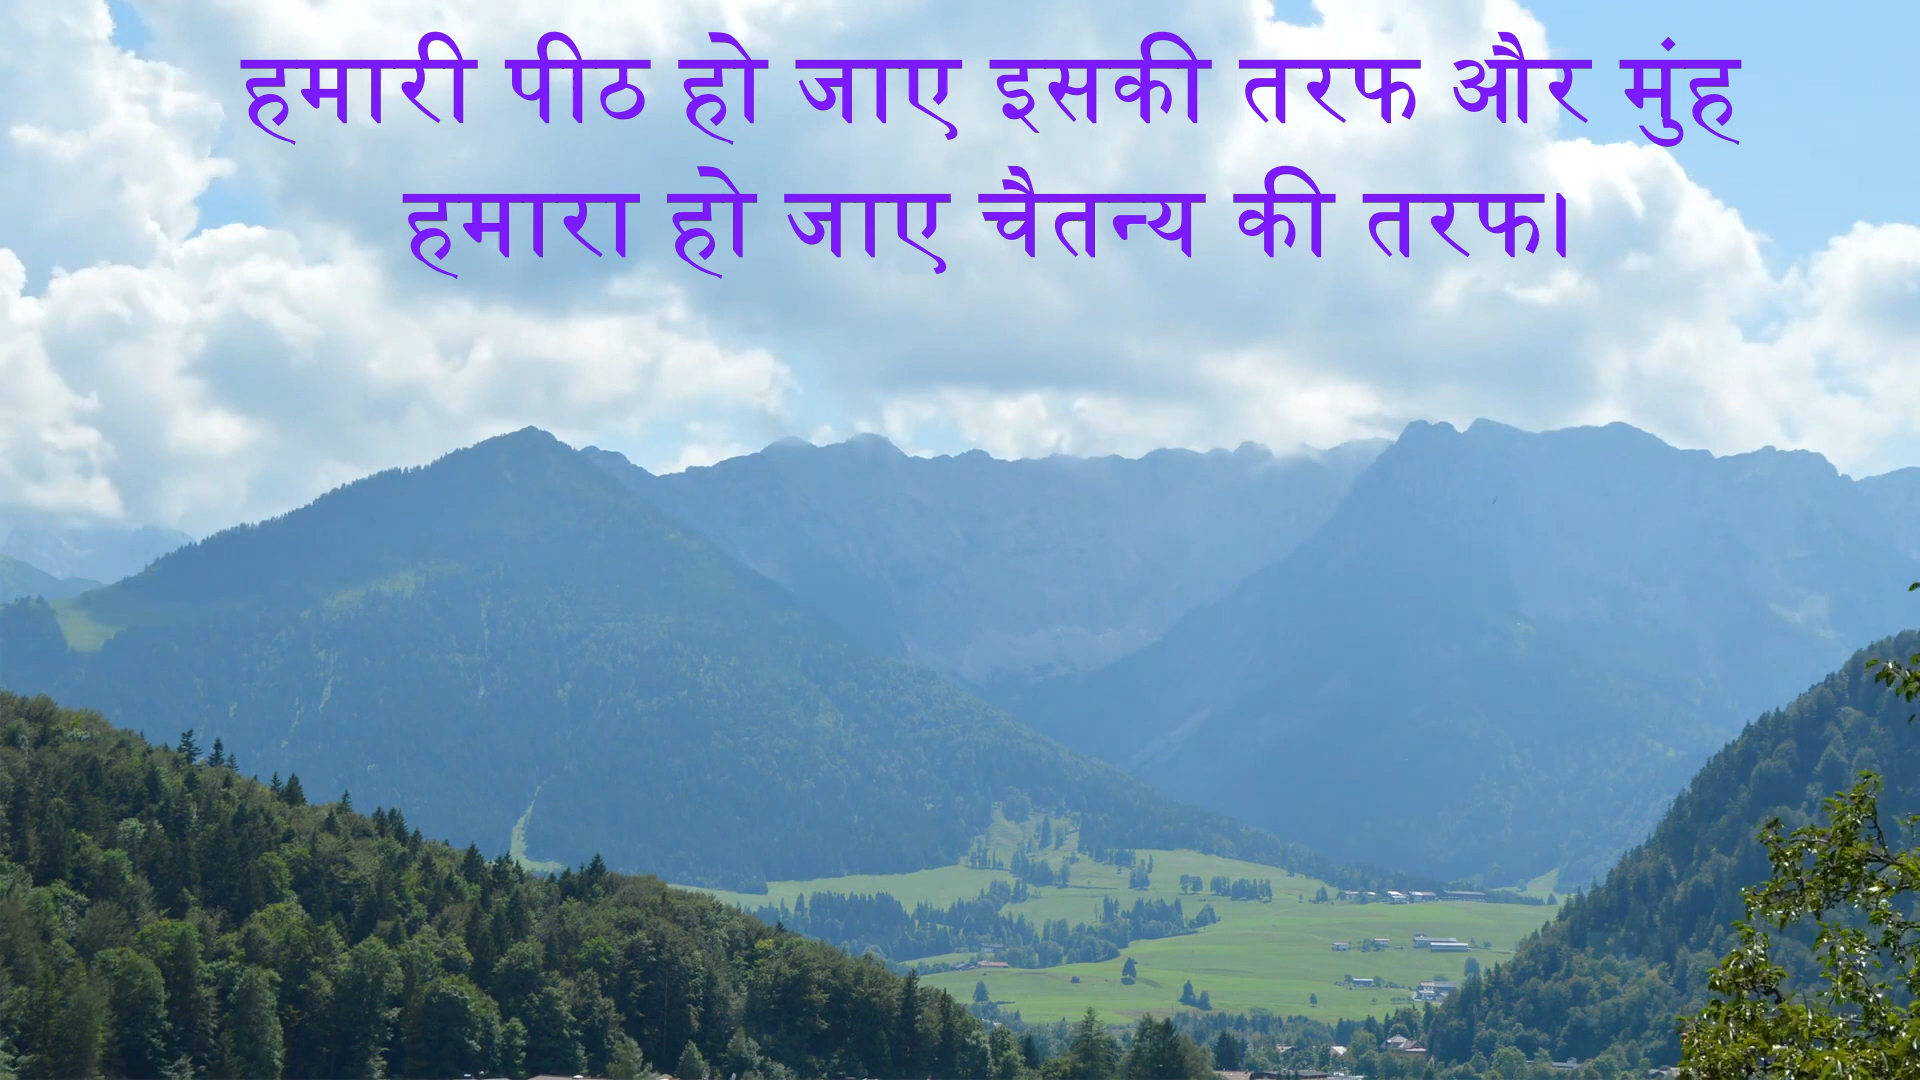 हमारी पीठ हो जाए इसकी तरफ और मुंह
हमारा हो जाए चैतन्य की तरफ।